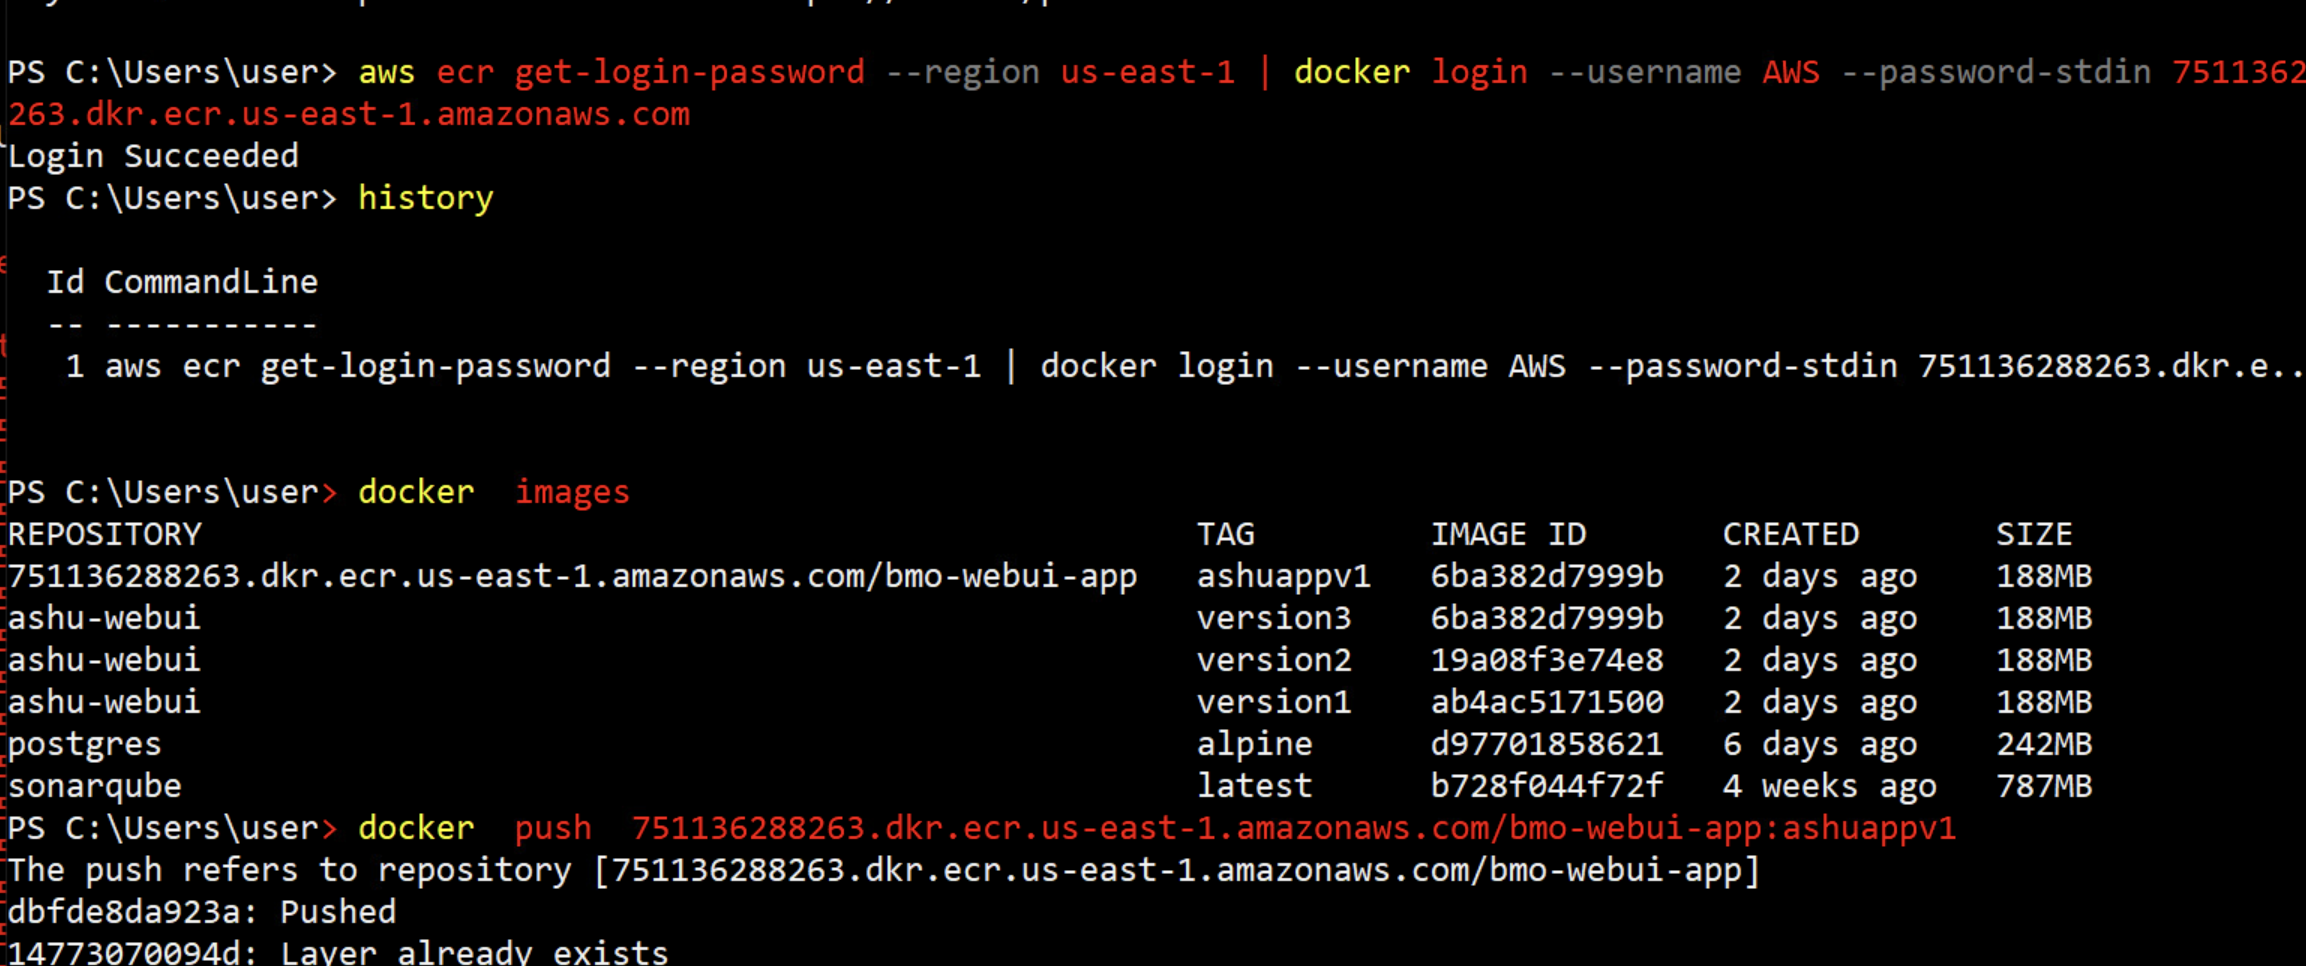 PS C:\Users\user> aws ecr get-login-password --region us-east-1 | docker login --username AWS --password-stdin 7511362
263.dkr.ecr.us-east-1.amazonaws.com
Login Succeeded
PS C:\Users\user> history
Id CommandLine
-- -----------
1 aws ecr get-login-password --region us-east-1 | docker login --username AWS --password-stdin 751136288263.dkr.e..
PS C:\Users\user> docker  images
REPOSITORY TAG IMAGE ID CREATED SIZE
751136288263.dkr.ecr.us-east-1.amazonaws.com/bmo-webui-app ashuappv1 6ba382d7999b 2 days ago 188MB
ashu-webui version3 6ba382d7999b 2 days ago 188MB
ashu-webui version2 19a08f3e74e8 2 days ago 188MB
ashu-webui version1 ab4ac5171500 2 days ago 188MB
postgres alpine d97701858621 6 days ago 242MB
sonarqube latest b728f044f72f 4 weeks ago 787MB
PS C:\Users\user> docker  push  751136288263.dkr.ecr.us-east-1.amazonaws.com/bmo-webui-app:ashuappv1
The push refers to repository [751136288263.dkr.ecr.us-east-1.amazonaws.com/bmo-webui-app]
dbfde8da923a: Pushed
14773070094d: Layer already exists